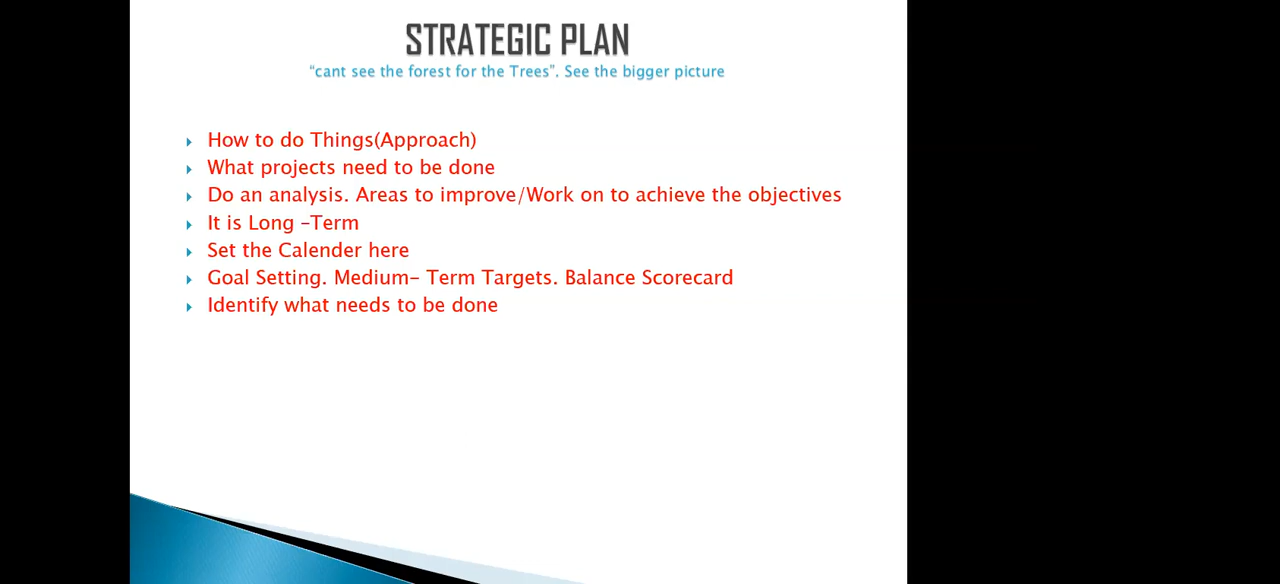 STRATEGIC PLAN
“cant see the forest for the Trees”. See the bigger picture
How to do Things(Approach)
What projects need to be done
Do an analysis. Areas to improve/Work on to achieve the objectives
It is Long –Term
Set the Calender here
Goal Setting. Medium– Term Targets. Balance Scorecard
Identify what needs to be done